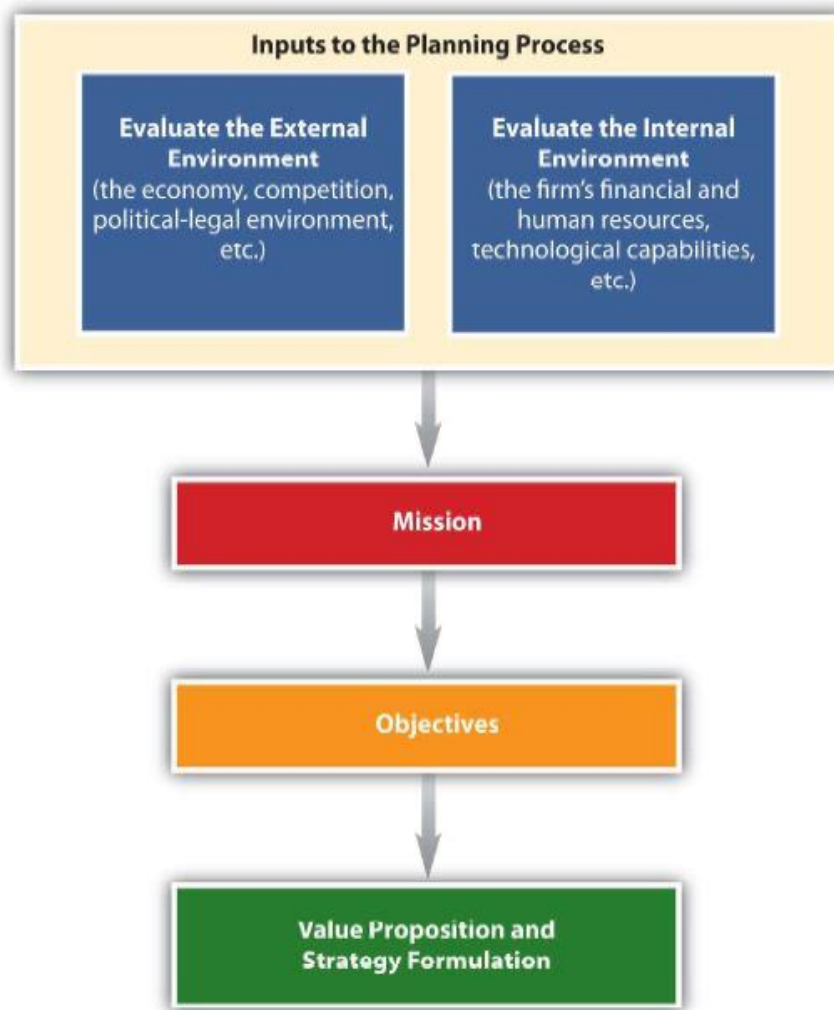 Inputs to the Planning Process
Evaluate the External
Environment
(the economy, competition,
political-legal environment,
etc.)
Evaluate the Internal
Environment
(the firm's financial and
human resources,
technological capabilities,
etc.)
Mission
Objectives
Value Proposition and
Strategy Formulation